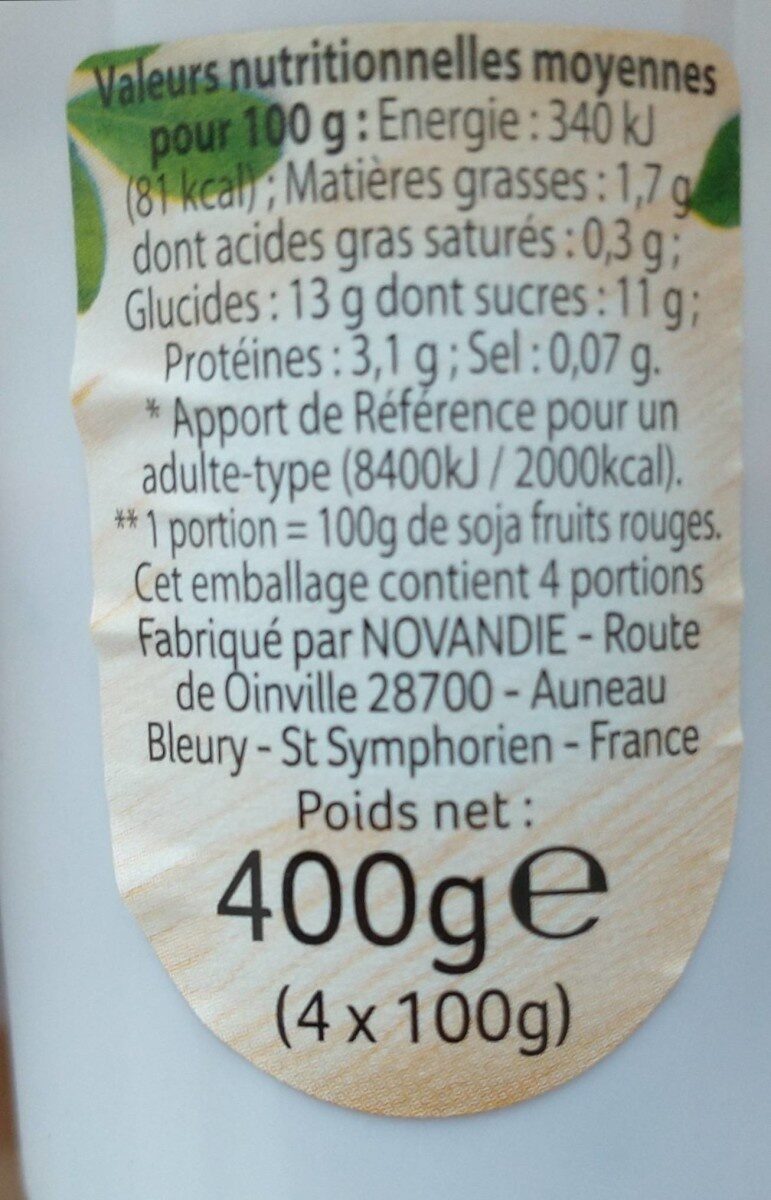 Valeurs nutritionnelles moyennes
pour 100 g : Energie : 340 kJ
(81 kcal) ; Matières grasses : 1,7 g
dont acides gras saturés : 0,3 g ;
Glucides : 13 g dont sucres : 11 g ;
Protéines : 3,1 g ; Sel : 0,07 g.
* Apport de Référence pour un
adulte-type (8400kJ / 2000kcal).
** 1 portion = 100g de soja fruits rouges.
Cet emballage contient 4 portions
Fabriqué par NOVANDIE - Route
de Oinville 28700 - Auneau
Bleury - St Symphorien - France
Poids net :
400g e
(4 x 100g)